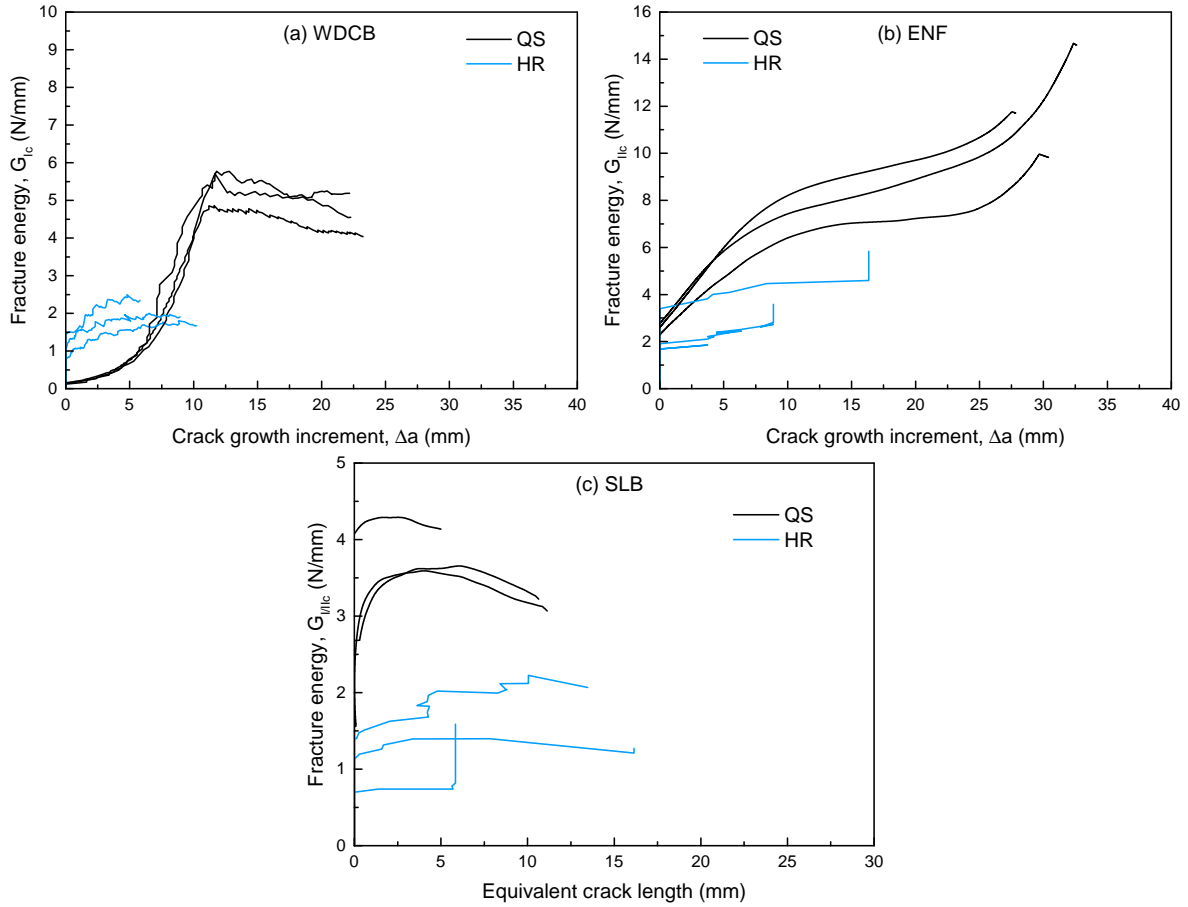 (a) WDCB
QS
HR
10
9
8
7
6
5
4
3
2
1
0
0 5 10 15 20 25 30 35 40
Fracture energy, G_Ic (N/mm)
Crack growth increment, Δa (mm)
(b) ENF
QS
HR
16
14
12
10
8
6
4
2
0
0 5 10 15 20 25 30 35 40
Fracture energy, G_IIc (N/mm)
Crack growth increment, Δa (mm)
(c) SLB
QS
HR
5
4
3
2
1
0
0 5 10 15 20 25 30
Fracture energy, G_I/IIc (N/mm)
Equivalent crack length (mm)